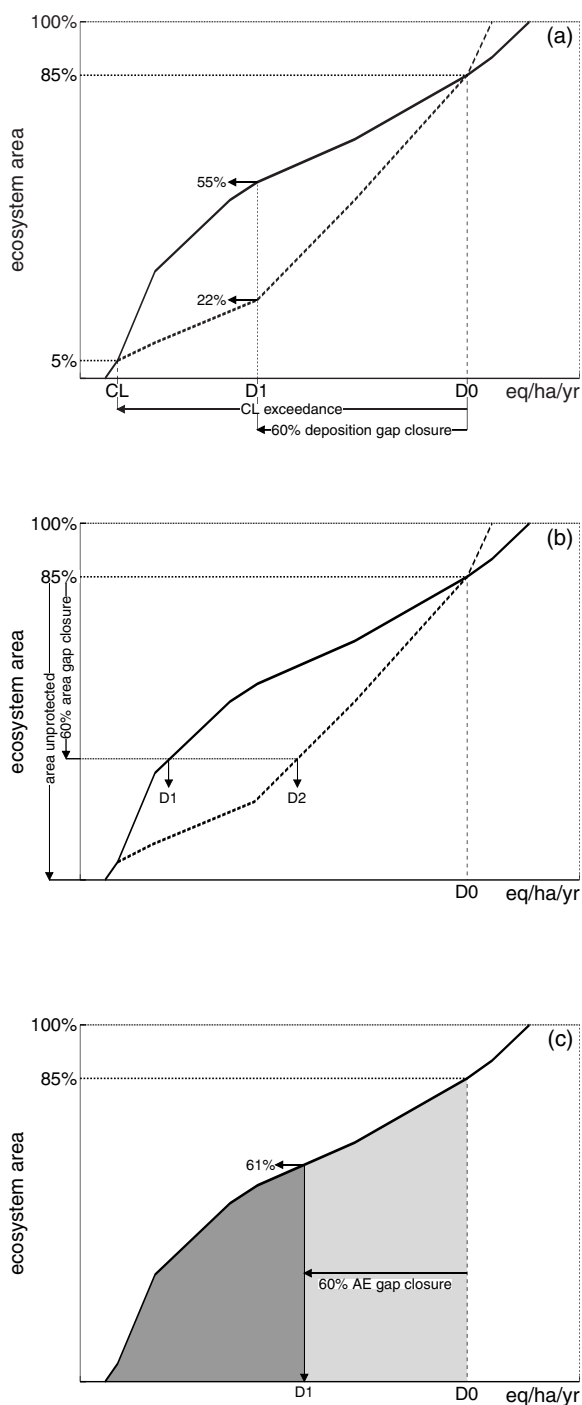 100%
(a)
85%
ecosystem area
55%
22%
5%
CL D1 D0 eq/ha/yr
CL exceedance
60% deposition gap closure
100%
(b)
85%
ecosystem area
area unprotected
60% area gap closure
D1 D2
D0 eq/ha/yr
100%
(c)
85%
ecosystem area
61%
60% AE gap closure
D1 D0 eq/ha/yr